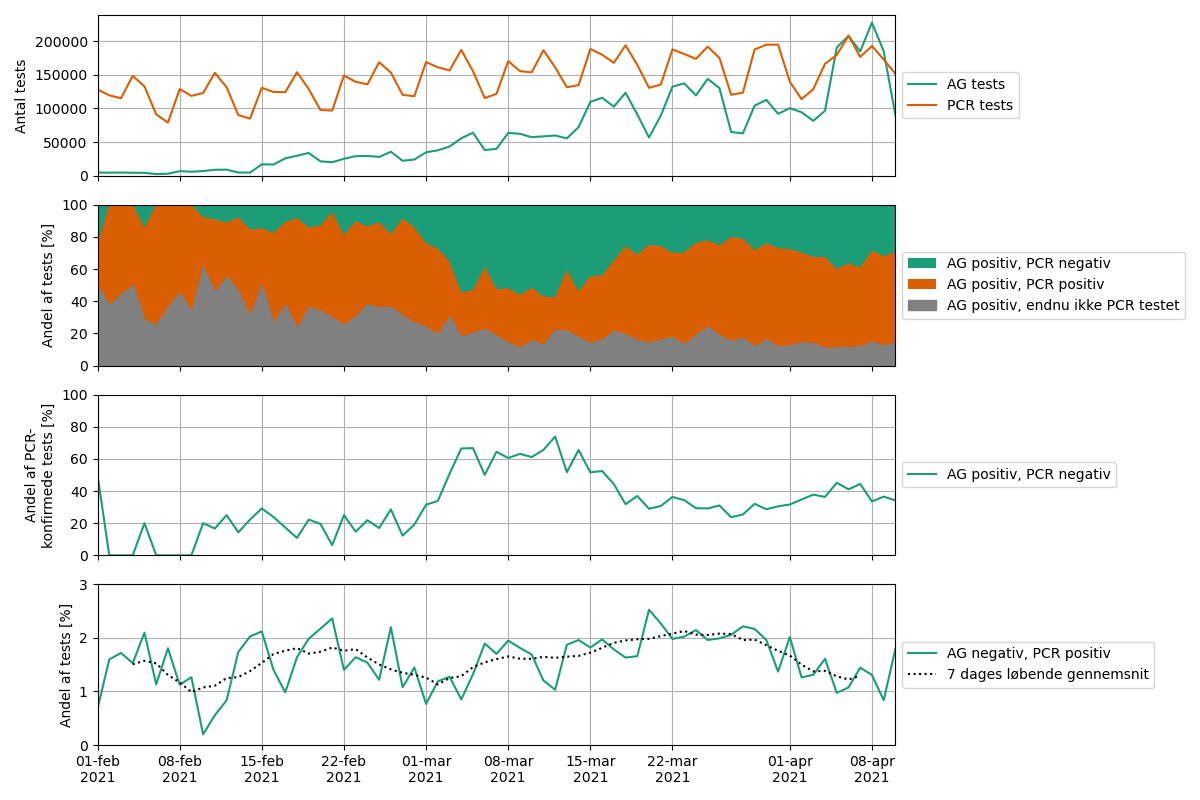 Antal tests
200000
150000
100000
50000
0
AG tests
PCR tests
Andel af tests [%]
100
80
60
40
20
0
AG positiv, PCR negativ
AG positiv, PCR positiv
AG positiv, endnu ikke PCR testet
Andel af PCR-
konfirmede tests [%]
100
80
60
40
20
0
AG positiv, PCR negativ
Andel af tests [%]
3
2
1
0
AG negativ, PCR positiv
7 dages løbende gennemsnit
01-feb 08-feb 15-feb 22-feb 01-mar 08-mar 15-mar 22-mar 01-apr 08-apr
2021 2021 2021 2021 2021 2021 2021 2021 2021 2021